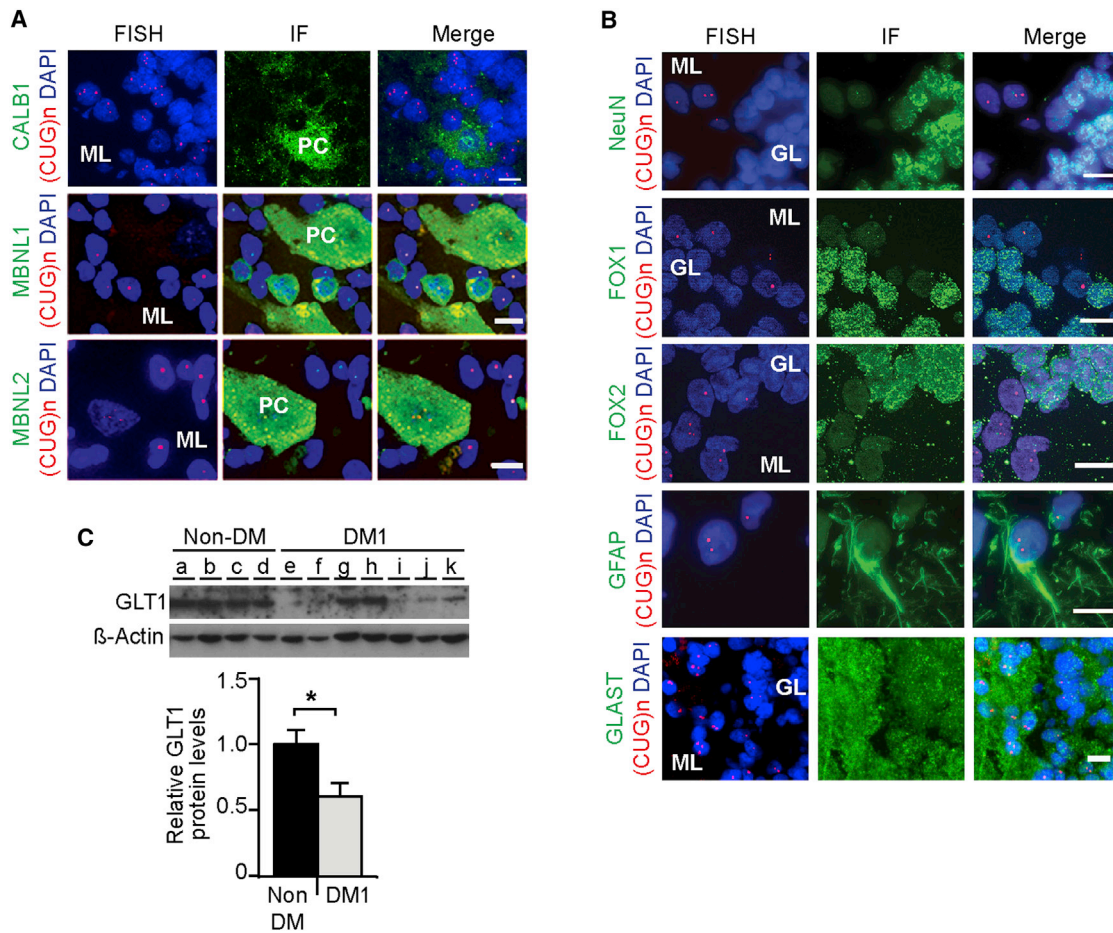 A
FISH IF Merge
CALB1
(CUG)n DAPI
ML
PC
MBNL1
(CUG)n DAPI
PC
ML
MBNL2
(CUG)n DAPI
PC
ML
B
FISH IF Merge
NeuN
(CUG)n DAPI
ML
GL
FOX1
(CUG)n DAPI
ML
GL
FOX2
(CUG)n DAPI
GL
ML
GFAP
(CUG)n DAPI
GLAST
(CUG)n DAPI
GL
ML
C
Non-DM DM1
a b c d e f g h i j k
GLT1
ß-Actin
Relative GLT1
protein levels
1.5
1.0
0.5
0
*
Non
DM
DM1